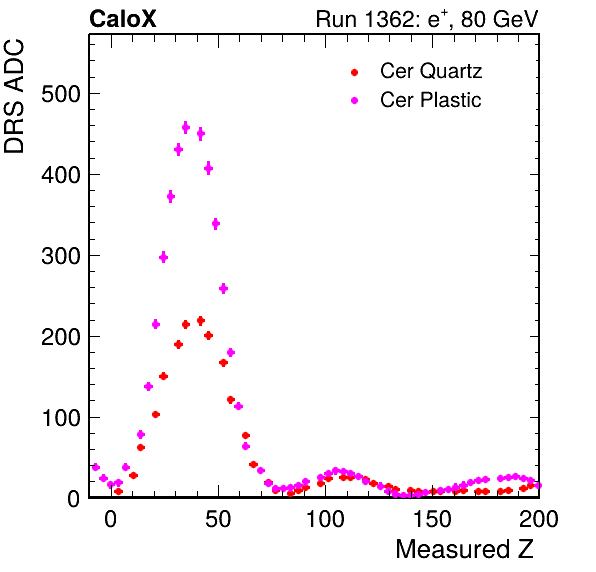 CaloX Run 1362: e⁺, 80 GeV
DRS ADC
Cer Quartz
Cer Plastic
500
400
300
200
100
0
0 50 100 150 200
Measured Z